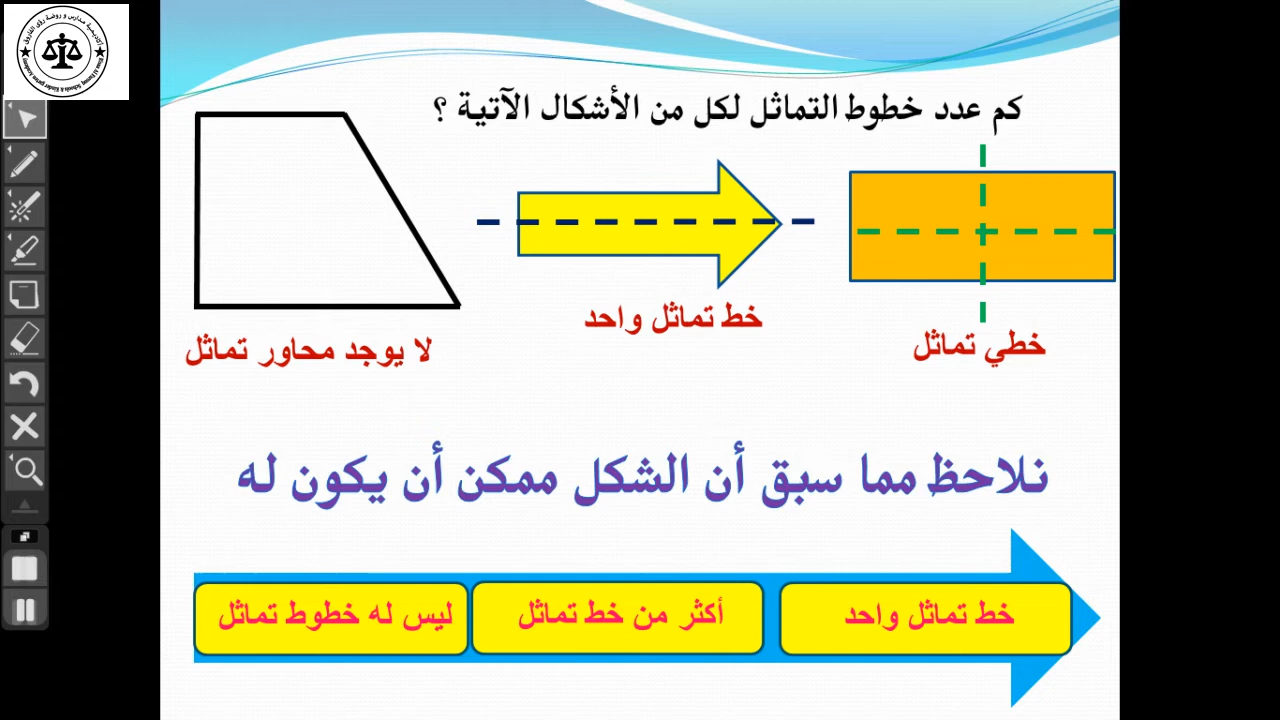 كم عدد خطوط التماثل لكل من الأشكال الآتية ؟
خطي تماثل
خط تماثل واحد
لا يوجد محاور تماثل
نلاحظ مما سبق أن الشكل ممكن أن يكون له
خط تماثل واحد
أكثر من خط تماثل
ليس له خطوط تماثل